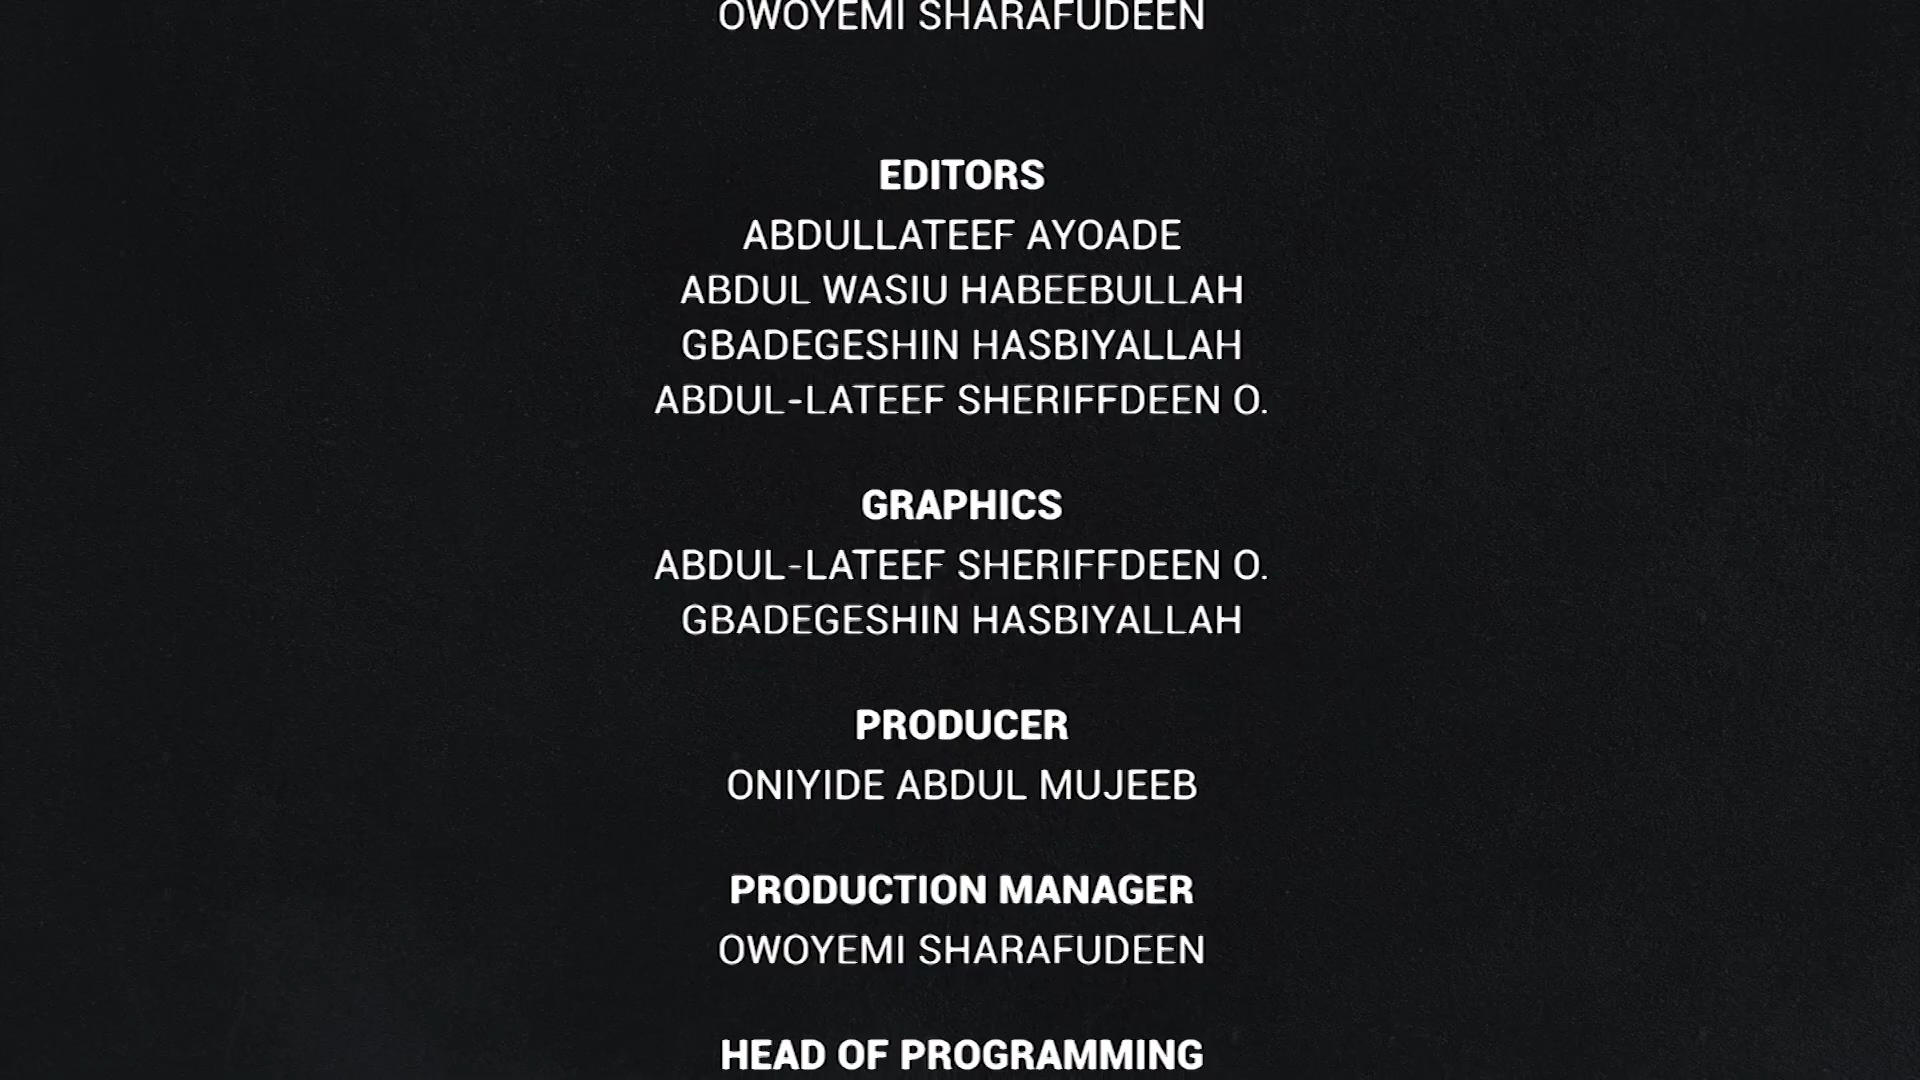 OWOYEMI SHARAFUDEEN
EDITORS
ABDULLATEEF AYOADE
ABDUL WASIU HABEEBULLAH
GBADEGESHIN HASBIYALLAH
ABDUL-LATEEF SHERIFFDEEN O.
GRAPHICS
ABDUL-LATEEF SHERIFFDEEN O.
GBADEGESHIN HASBIYALLAH
PRODUCER
ONIYIDE ABDUL MUJEEB
PRODUCTION MANAGER
OWOYEMI SHARAFUDEEN
HEAD OF PROGRAMMING